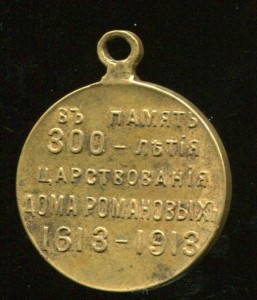 ВЪ ПАМЯТЬ
300-ЛѢТІЯ
ЦАРСТВОВАНІЯ
ДОМА РОМАНОВЫХЪ
1613-1913